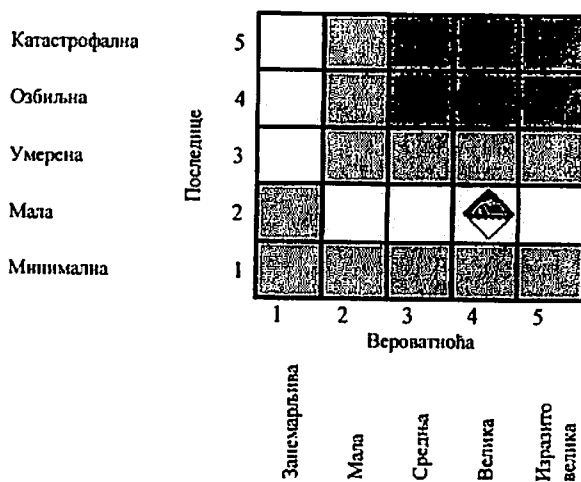 Катастрофална 5
Озбиљна 4
Умерена 3
Мала 2
Минимална 1
Последице
1 2 3 4 5
Вероватноћа
Занемарљива
Мала
Средња
Велика
Изразито
велика